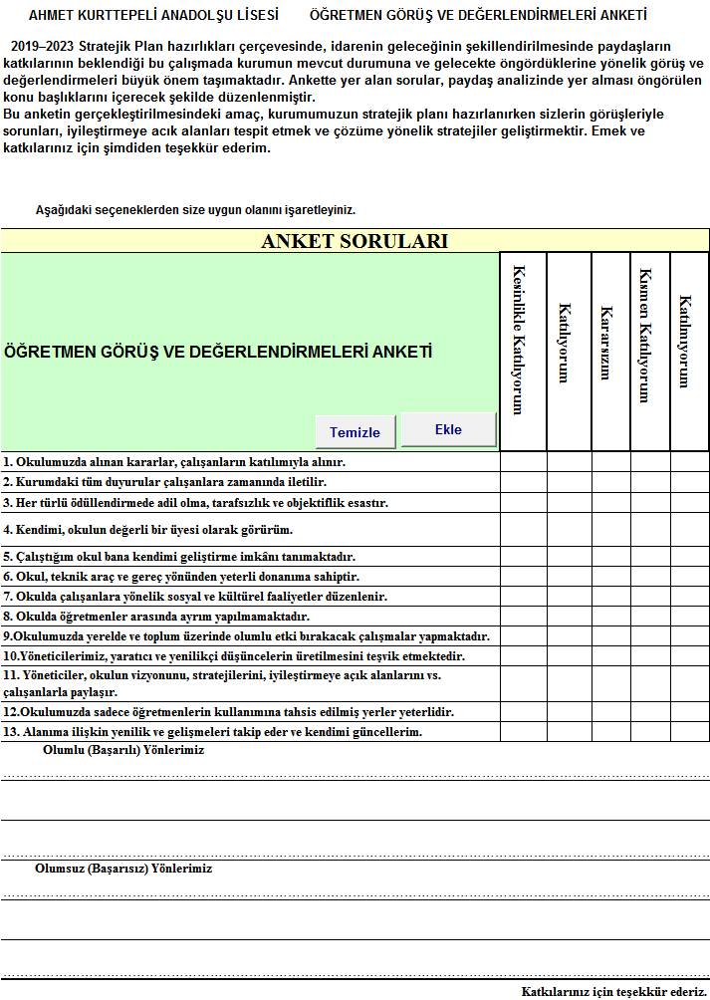 AHMET KURTTEPELİ ANADOLŞU LİSESİ ÖĞRETMEN GÖRÜŞ VE DEĞERLENDİRMELERİ ANKETİ
2019–2023 Stratejik Plan hazırlıkları çerçevesinde, idarenin geleceğinin şekillendirilmesinde paydaşların
katkılarının beklendiği bu çalışmada kurumun mevcut durumuna ve gelecekte öngördüklerine yönelik görüş ve
değerlendirmeleri büyük önem taşımaktadır. Ankette yer alan sorular, paydaş analizinde yer alması öngörülen
konu başlıklarını içerecek şekilde düzenlenmiştir.
Bu anketin gerçekleştirilmesindeki amaç, kurumumuzun stratejik planı hazırlanırken sizlerin görüşleriyle
sorunları, iyileştirmeye acık alanları tespit etmek ve çözüme yönelik stratejiler geliştirmektir. Emek ve
katkılarınız için şimdiden teşekkür ederim.
Aşağıdaki seçeneklerden size uygun olanını işaretleyiniz.
ANKET SORULARI
ÖĞRETMEN GÖRÜŞ VE DEĞERLENDİRMELERİ ANKETİ
Temizle
Ekle
Kesinlikle Katılıyorum
Katılıyorum
Kararsızım
Kısmen Katılıyorum
Katılmıyorum
1. Okulumuzda alınan kararlar, çalışanların katılımıyla alınır.
2. Kurumdaki tüm duyurular çalışanlara zamanında iletilir.
3. Her türlü ödüllendirmede adil olma, tarafsızlık ve objektiflik esastır.
4. Kendimi, okulun değerli bir üyesi olarak görürüm.
5. Çalıştığım okul bana kendimi geliştirme imkânı tanımaktadır.
6. Okul, teknik araç ve gereç yönünden yeterli donanıma sahiptir.
7. Okulda çalışanlara yönelik sosyal ve kültürel faaliyetler düzenlenir.
8. Okulda öğretmenler arasında ayrım yapılmamaktadır.
9.Okulumuzda yerelde ve toplum üzerinde olumlu etki bırakacak çalışmalar yapmaktadır.
10.Yöneticilerimiz, yaratıcı ve yenilikçi düşüncelerin üretilmesini teşvik etmektedir.
11. Yöneticiler, okulun vizyonunu, stratejilerini, iyileştirmeye açık alanlarını vs.
çalışanlarla paylaşır.
12.Okulumuzda sadece öğretmenlerin kullanımına tahsis edilmiş yerler yeterlidir.
13. Alanıma ilişkin yenilik ve gelişmeleri takip eder ve kendimi güncellerim.
Olumlu (Başarılı) Yönlerimiz
Olumsuz (Başarısız) Yönlerimiz
Katkılarınız için teşekkür ederiz.